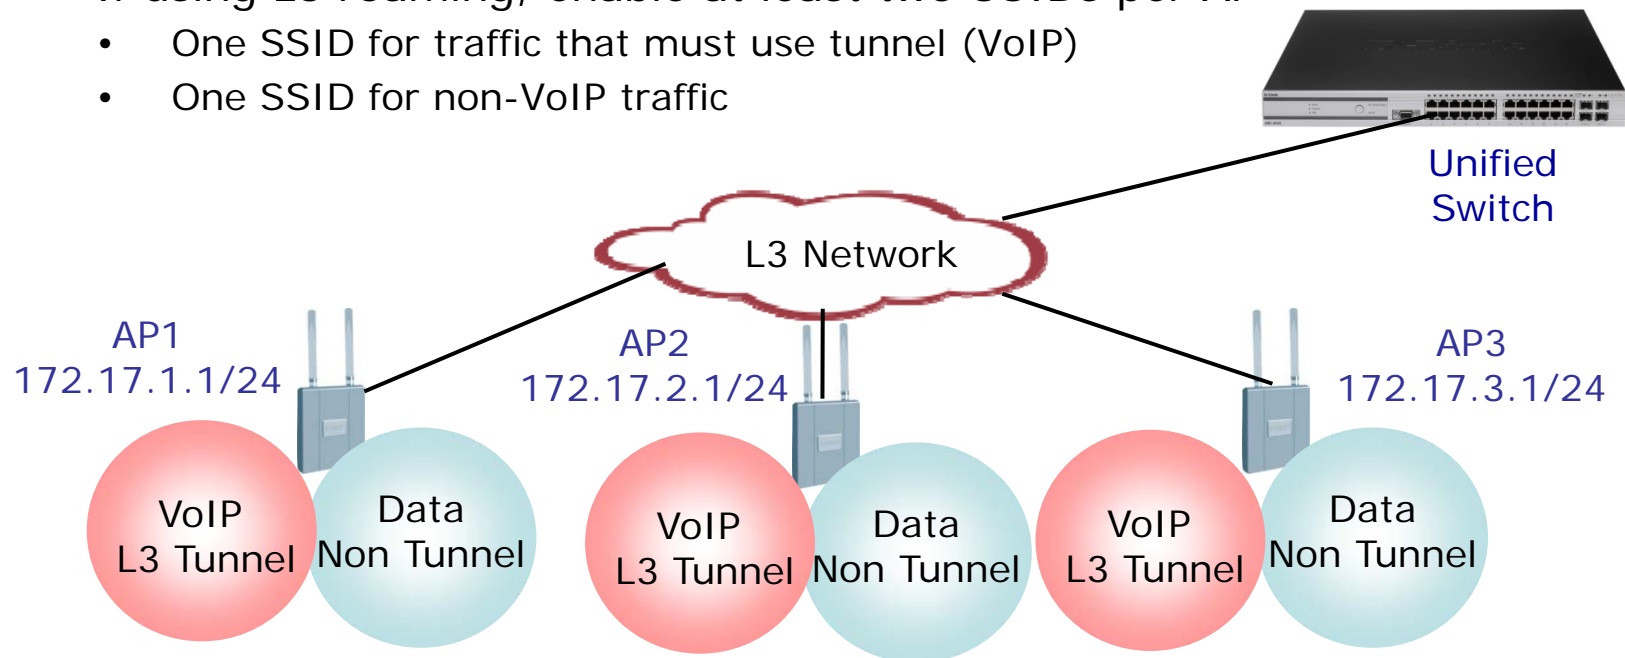 • One SSID for traffic that must use tunnel (VoIP)
• One SSID for non-VoIP traffic
Unified
Switch
L3 Network
AP1
172.17.1.1/24
AP2
172.17.2.1/24
AP3
172.17.3.1/24
VoIP
L3 Tunnel
Data
Non Tunnel
VoIP
L3 Tunnel
Data
Non Tunnel
VoIP
L3 Tunnel
Data
Non Tunnel